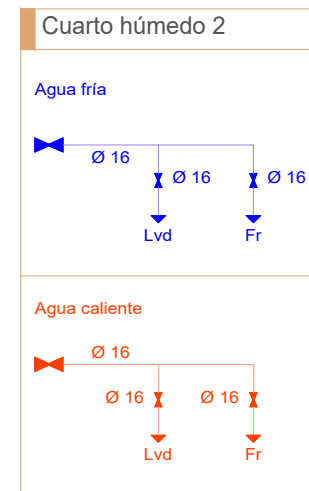 Cuarto húmedo 2
Agua fría
Ø 16
Ø 16 Ø 16
Lvd Fr
Agua caliente
Ø 16
Ø 16 Ø 16
Lvd Fr